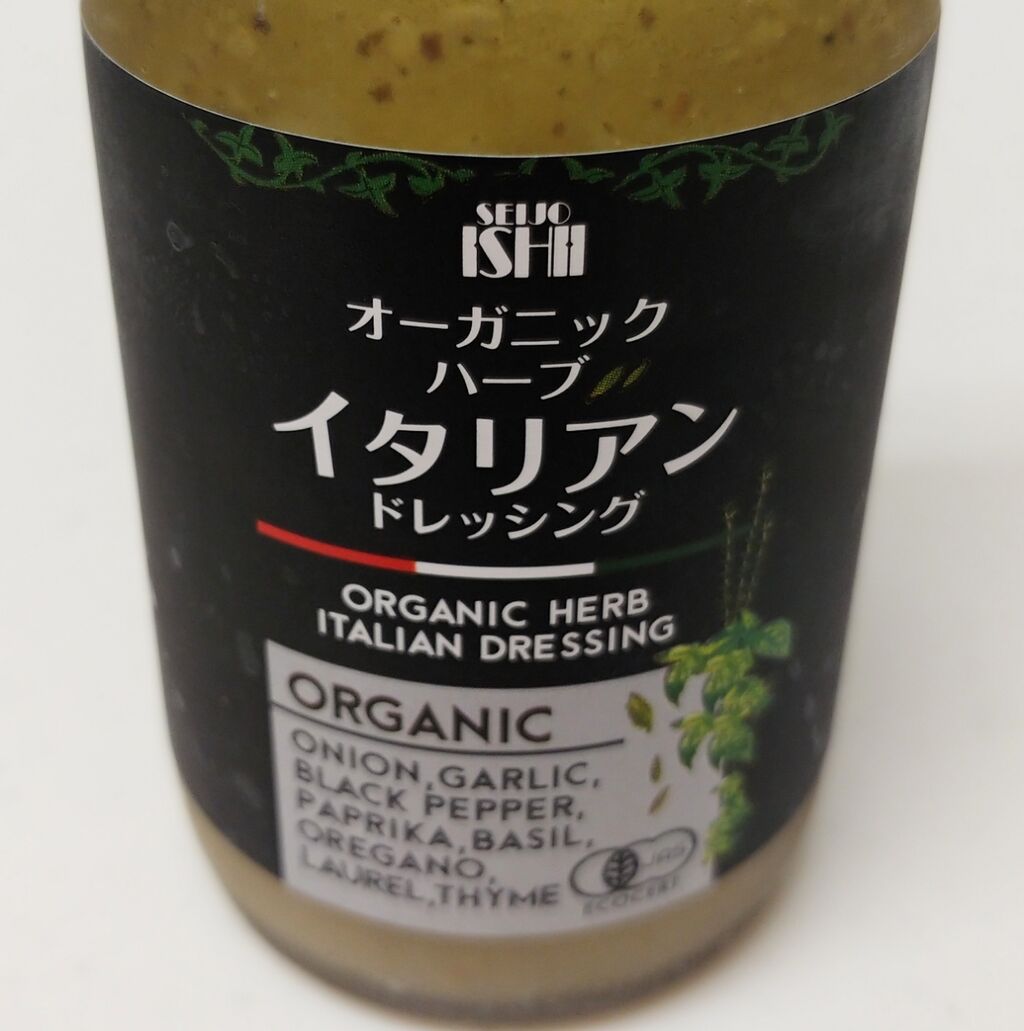 SEIJO
ISHII
オーガニック
ハーブ
イタリアン
ドレッシング
ORGANIC HERB
ITALIAN DRESSING
ORGANIC
ONION, GARLIC,
BLACK PEPPER,
PAPRIKA, BASIL,
OREGANO,
LAUREL, THYME
JAS
ECOCERT